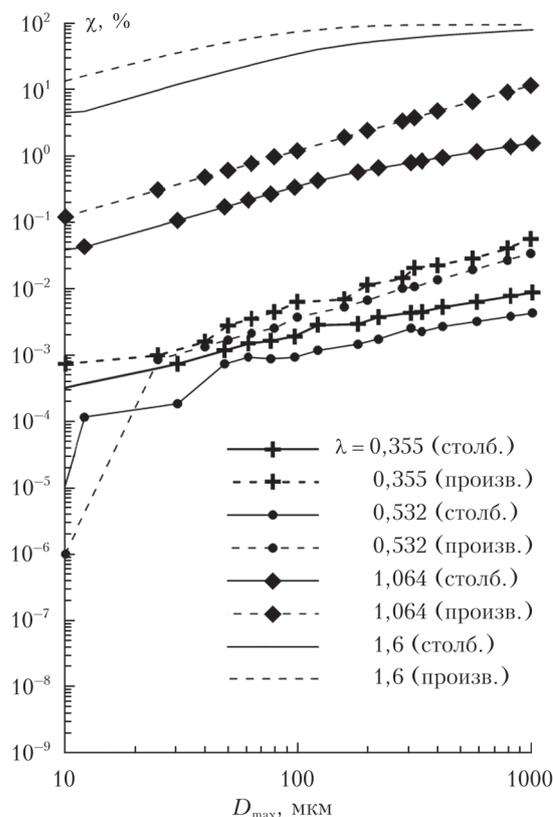 χ, %
10²
10¹
10⁰
10⁻¹
10⁻²
10⁻³
10⁻⁴
10⁻⁵
10⁻⁶
10⁻⁷
10⁻⁸
10⁻⁹
λ = 0,355 (столб.)
0,355 (произв.)
0,532 (столб.)
0,532 (произв.)
1,064 (столб.)
1,064 (произв.)
1,6 (столб.)
1,6 (произв.)
10 100 1000
Dmax, мкм